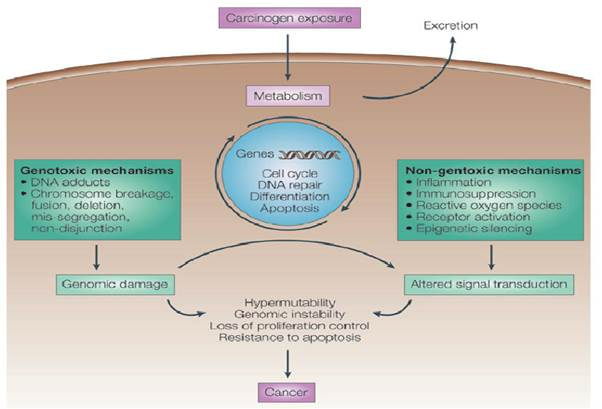 Carcinogen exposure
Excretion
Metabolism
Genes
Cell cycle
DNA repair
Differentiation
Apoptosis
Genotoxic mechanisms
• DNA adducts
• Chromosome breakage,
fusion, deletion,
mis-segregation,
non-disjunction
Non-gentoxic mechanisms
• Inflammation
• Immunosuppression
• Reactive oxygen species
• Receptor activation
• Epigenetic silencing
Genomic damage
Altered signal transduction
Hypermutability
Genomic instability
Loss of proliferation control
Resistance to apoptosis
Cancer